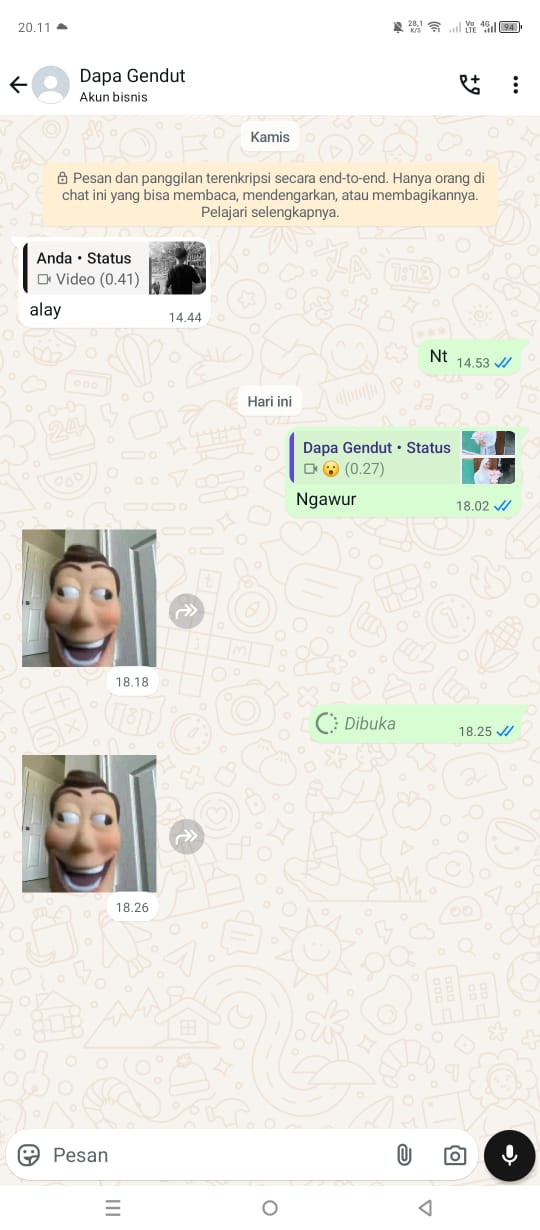 20.11
28,1 K/S Vo LTE 4G 94
Dapa Gendut
Akun bisnis
Kamis
Pesan dan panggilan terenkripsi secara end-to-end. Hanya orang di
chat ini yang bisa membaca, mendengarkan, atau membagikannya.
Pelajari selengkapnya.
Anda • Status
Video (0.41)
alay
14.44
Nt 14.53
Hari ini
Dapa Gendut • Status
😮 (0.27)
Ngawur
18.02
18.18
Dibuka
18.25
18.26
Pesan